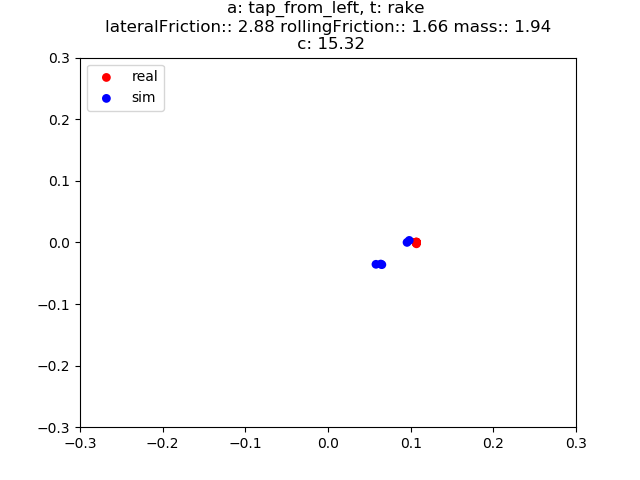 a: tap_from_left, t: rake
lateralFriction:: 2.88 rollingFriction:: 1.66 mass:: 1.94
c: 15.32
real
sim
0.3
0.2
0.1
0.0
−0.1
−0.2
−0.3
−0.3 −0.2 −0.1 0.0 0.1 0.2 0.3